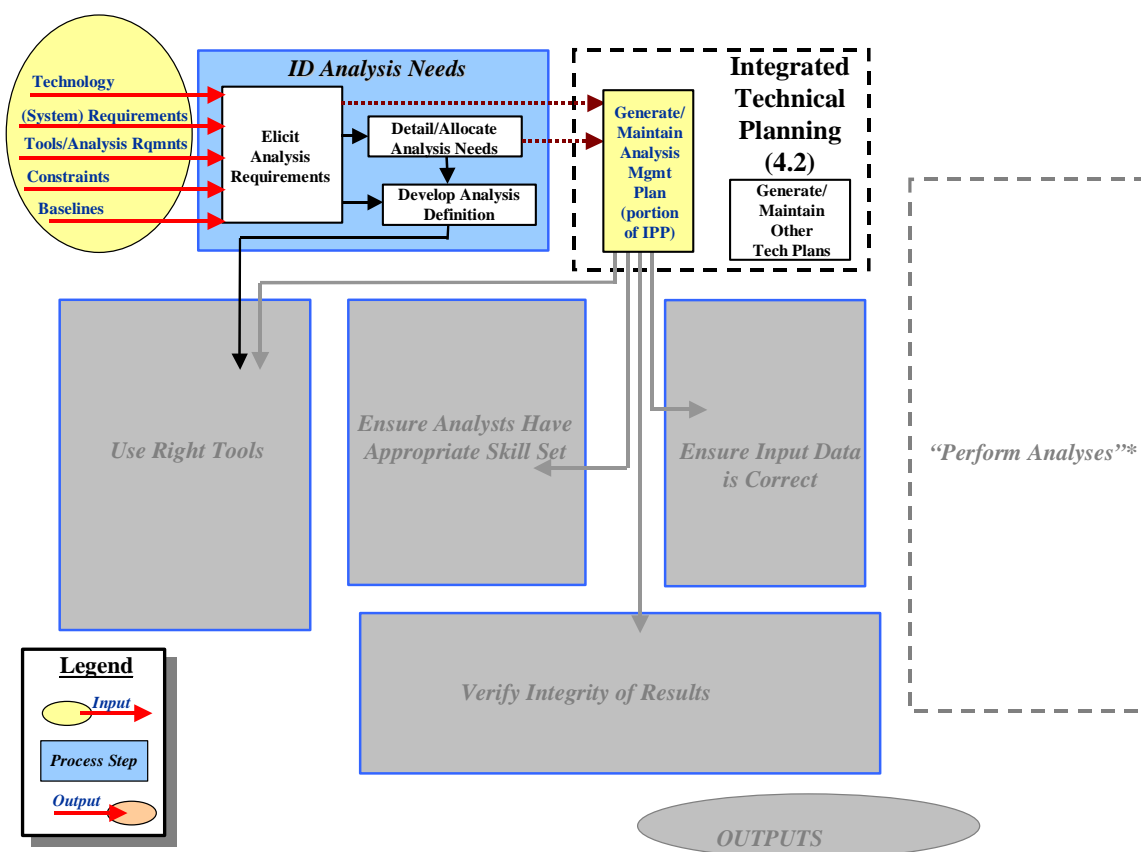 Technology
(System) Requirements
Tools/Analysis Rqmnts
Constraints
Baselines
ID Analysis Needs
Elicit
Analysis
Requirements
Detail/Allocate
Analysis Needs
Develop Analysis
Definition
Generate/
Maintain
Analysis
Mgmt
Plan
(portion
of IPP)
Integrated
Technical
Planning
(4.2)
Generate/
Maintain
Other
Tech Plans
Use Right Tools
Ensure Analysts Have
Appropriate Skill Set
Ensure Input Data
is Correct
“Perform Analyses”*
Verify Integrity of Results
Legend
Input
Process Step
Output
OUTPUTS